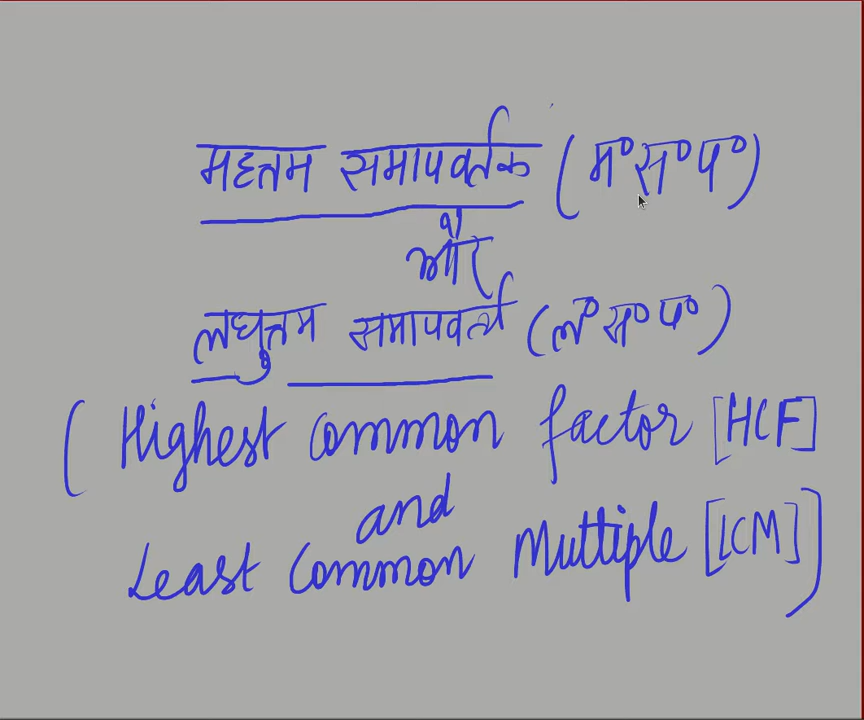 महत्तम समापवर्तक (म॰स॰प॰)
और
लघुत्तम समापवर्त्य (ल॰स॰प॰)
(Highest Common factor [HCF]
and
Least Common Multiple [LCM])